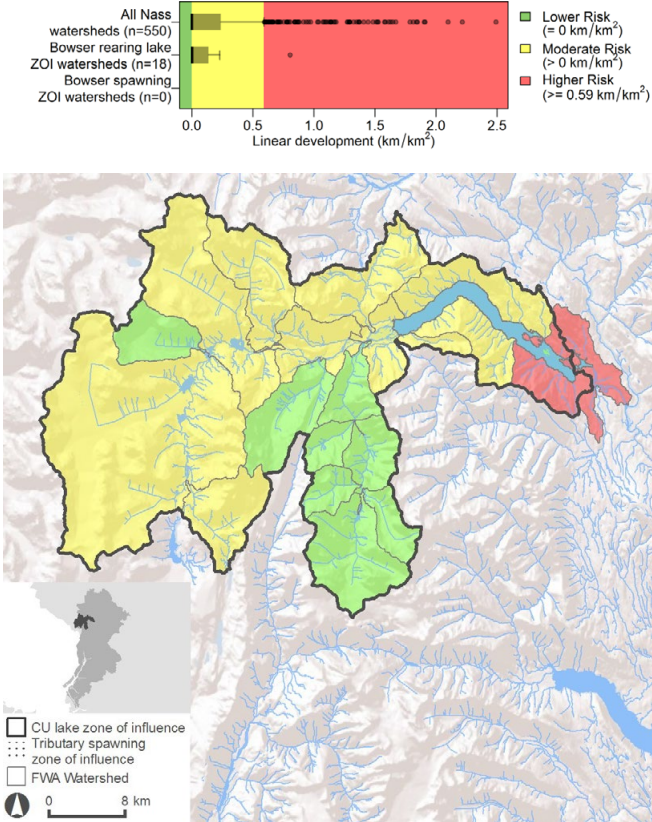 All Nass
watersheds (n=550)
Bowser rearing lake
ZOI watersheds (n=18)
Bowser spawning
ZOI watersheds (n=0)
0.0 0.5 1.0 1.5 2.0 2.5
Linear development (km/km²)
Lower Risk
(= 0 km/km²)
Moderate Risk
(> 0 km/km²)
Higher Risk
(>= 0.59 km/km²)
CU lake zone of influence
Tributary spawning
zone of influence
FWA Watershed
0 8 km